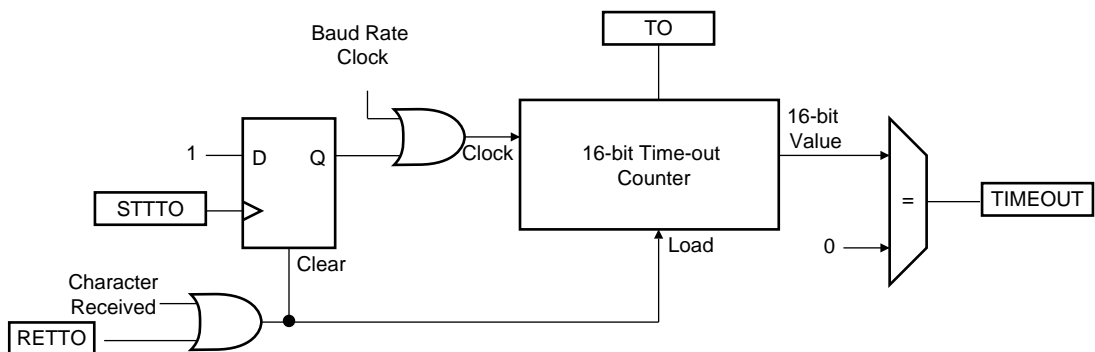 TO
Baud Rate
Clock
16-bit
Value
1
D
Q
Clock
16-bit Time-out
Counter
STTTO
=
TIMEOUT
Clear
Load
0
Character
Received
RETTO